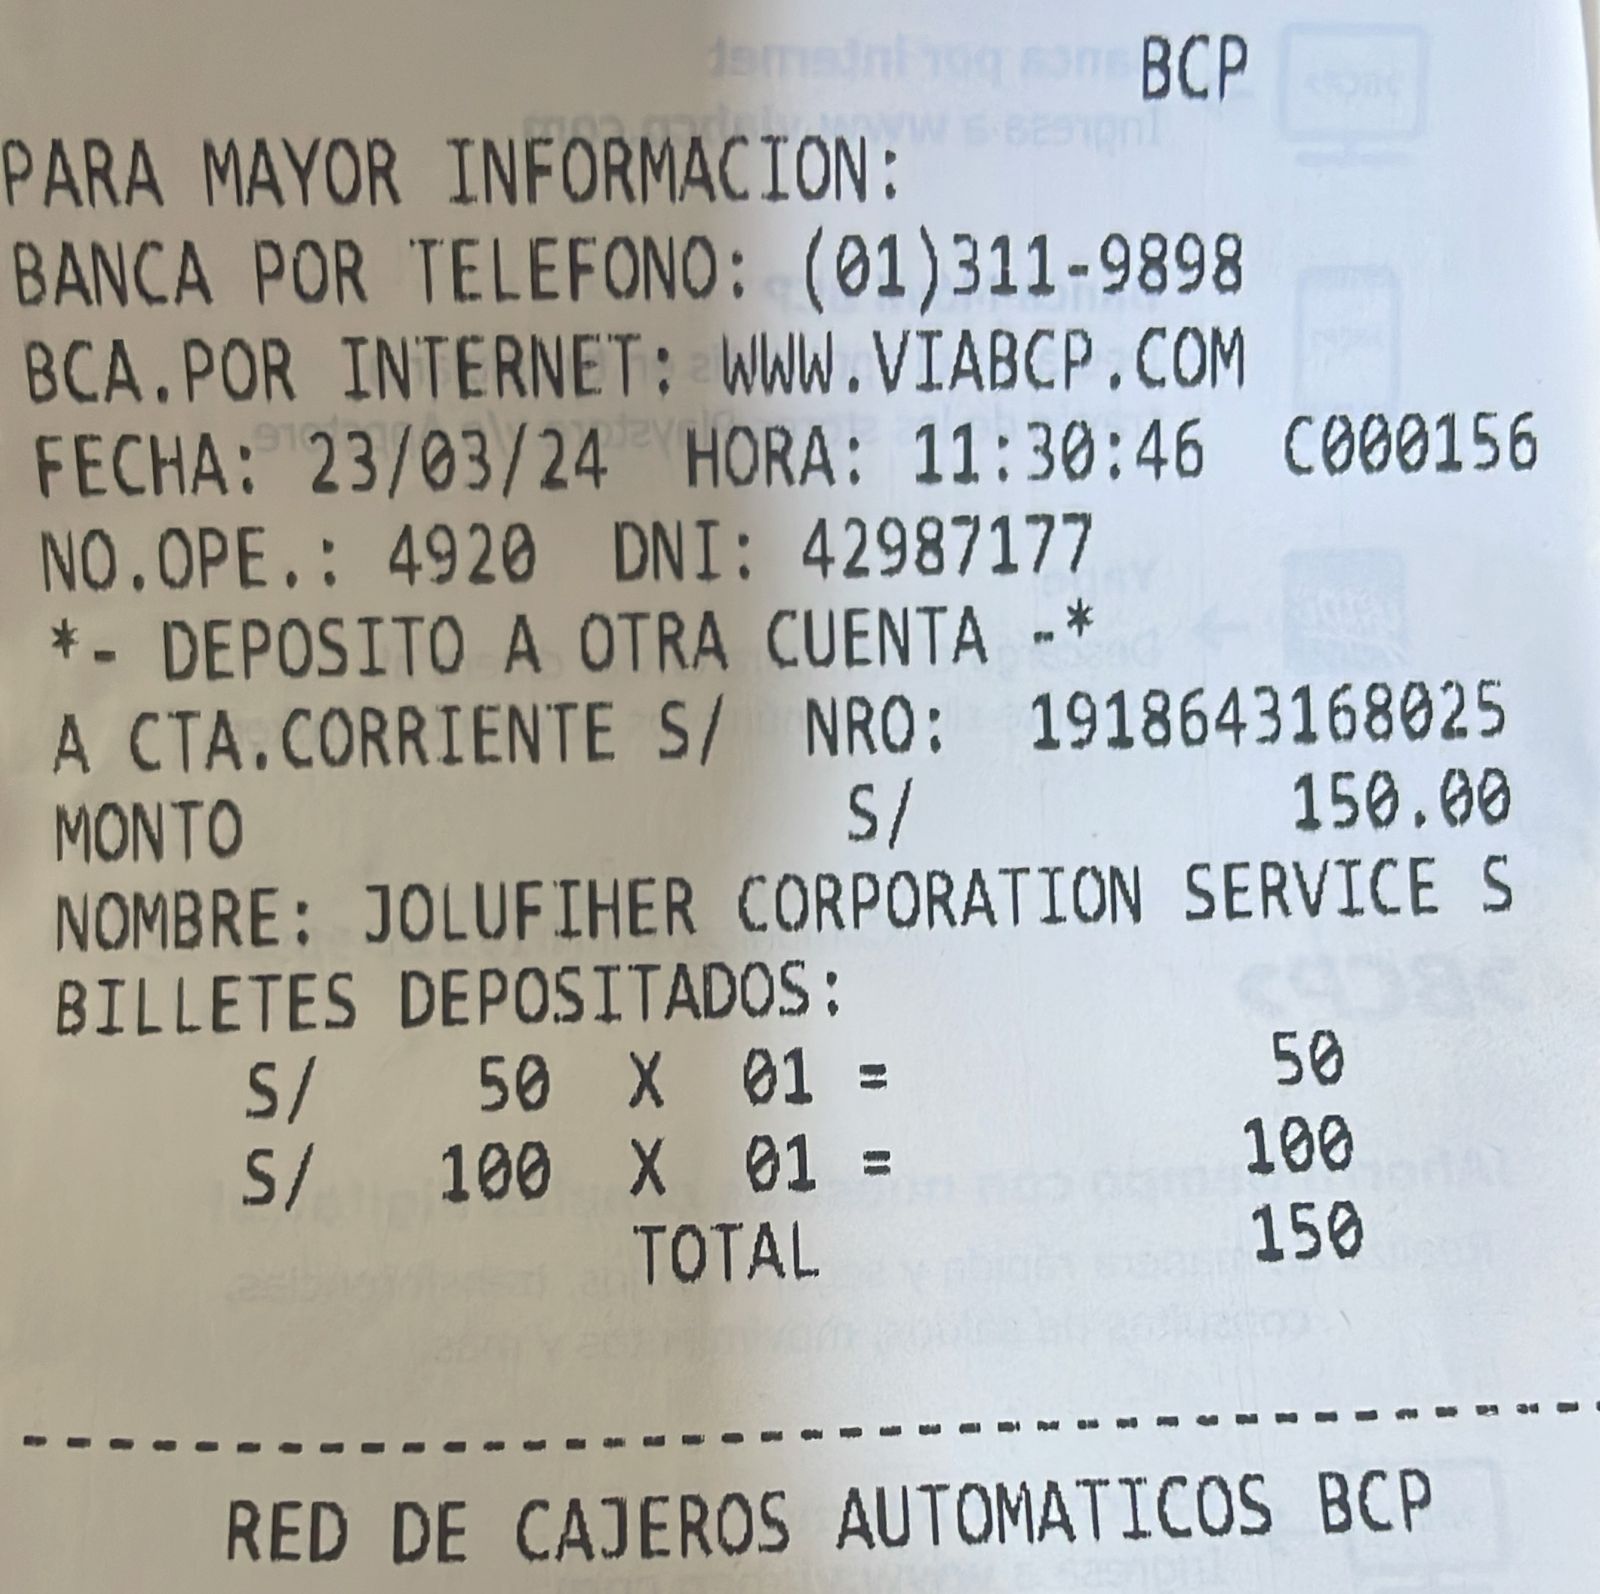 BCP
PARA MAYOR INFORMACION:
BANCA POR TELEFONO: (01)311-9898
BCA.POR INTERNET: WWW.VIABCP.COM
FECHA: 23/03/24 HORA: 11:30:46 C000156
NO.OPE.: 4920 DNI: 42987177
*- DEPOSITO A OTRA CUENTA -*
A CTA.CORRIENTE S/ NRO: 1918643168025
MONTO S/ 150.00
NOMBRE: JOLUFIHER CORPORATION SERVICE S
BILLETES DEPOSITADOS:
S/ 50 X 01 = 50
S/ 100 X 01 = 100
TOTAL 150
--------------------------------------
RED DE CAJEROS AUTOMATICOS BCP